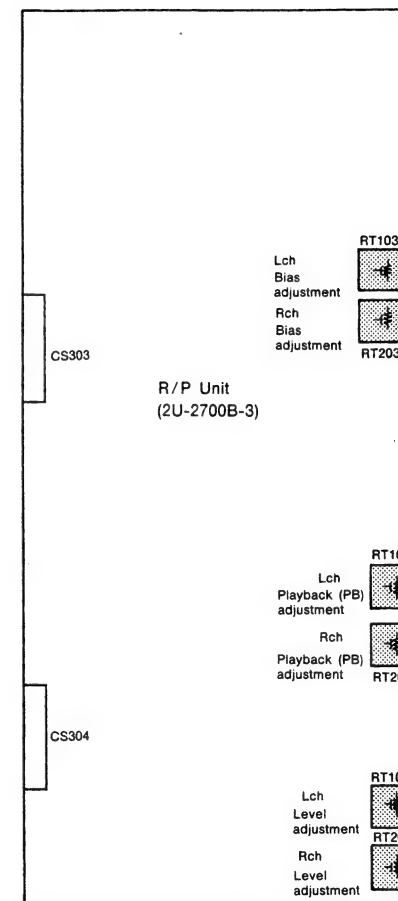 RT103
Lch
Bias
adjustment
Rch
Bias
adjustment
RT203
CS303
R/P Unit
(2U-2700B-3)
Lch
Playback (PB)
adjustment
Rch
Playback (PB)
adjustment
CS304
Lch
Level
adjustment
Rch
Level
adjustment